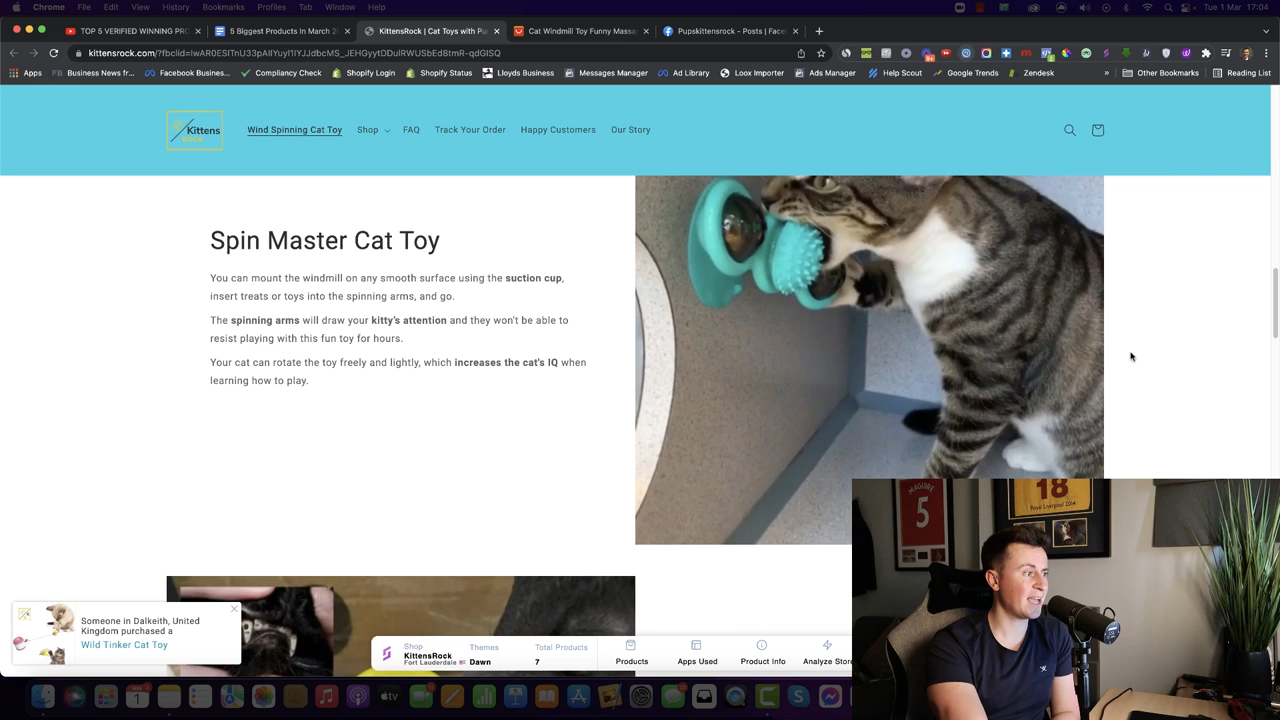 Chrome File Edit View History Bookmarks Profiles Tab Window Help
Tue 1 Mar 17:04
TOP 5 VERIFIED WINNING PRO
5 Biggest Products In March 2
KittensRock | Cat Toys with Pu
Cat Windmill Toy Funny Massa
Pupskittensrock - Posts | Face
kittensrock.com/?fbclid=IwAR0ESITnU33pAIIYuyl1IYJJdbcMS_JEHGyytDDulRWUSbEd8tmR-qdGISQ
Apps
Business News fr...
Facebook Busines...
Compliancy Check
Shopify Login
Shopify Status
Lloyds Business
Messages Manager
Ad Library
Loox Importer
Ads Manager
Help Scout
Google Trends
Zendesk
»
Other Bookmarks
Reading List
Kittens
Wind Spinning Cat Toy
Shop
FAQ
Track Your Order
Happy Customers
Our Story
Spin Master Cat Toy
You can mount the windmill on any smooth surface using the suction cup,
insert treats or toys into the spinning arms, and go.
The spinning arms will draw your kitty's attention and they won't be able to
resist playing with this fun toy for hours.
Your cat can rotate the toy freely and lightly, which increases the cat's IQ when
learning how to play.
MAGUIRE
5
18
Royal Liverpool 2014
Someone in Dalkeith, United
Kingdom purchased a
Wild Tinker Cat Toy
Shop
KittensRock
Fort Lauderdale
Themes
Dawn
Total Products
7
Products
Apps Used
Product Info
Analyze Store
tv